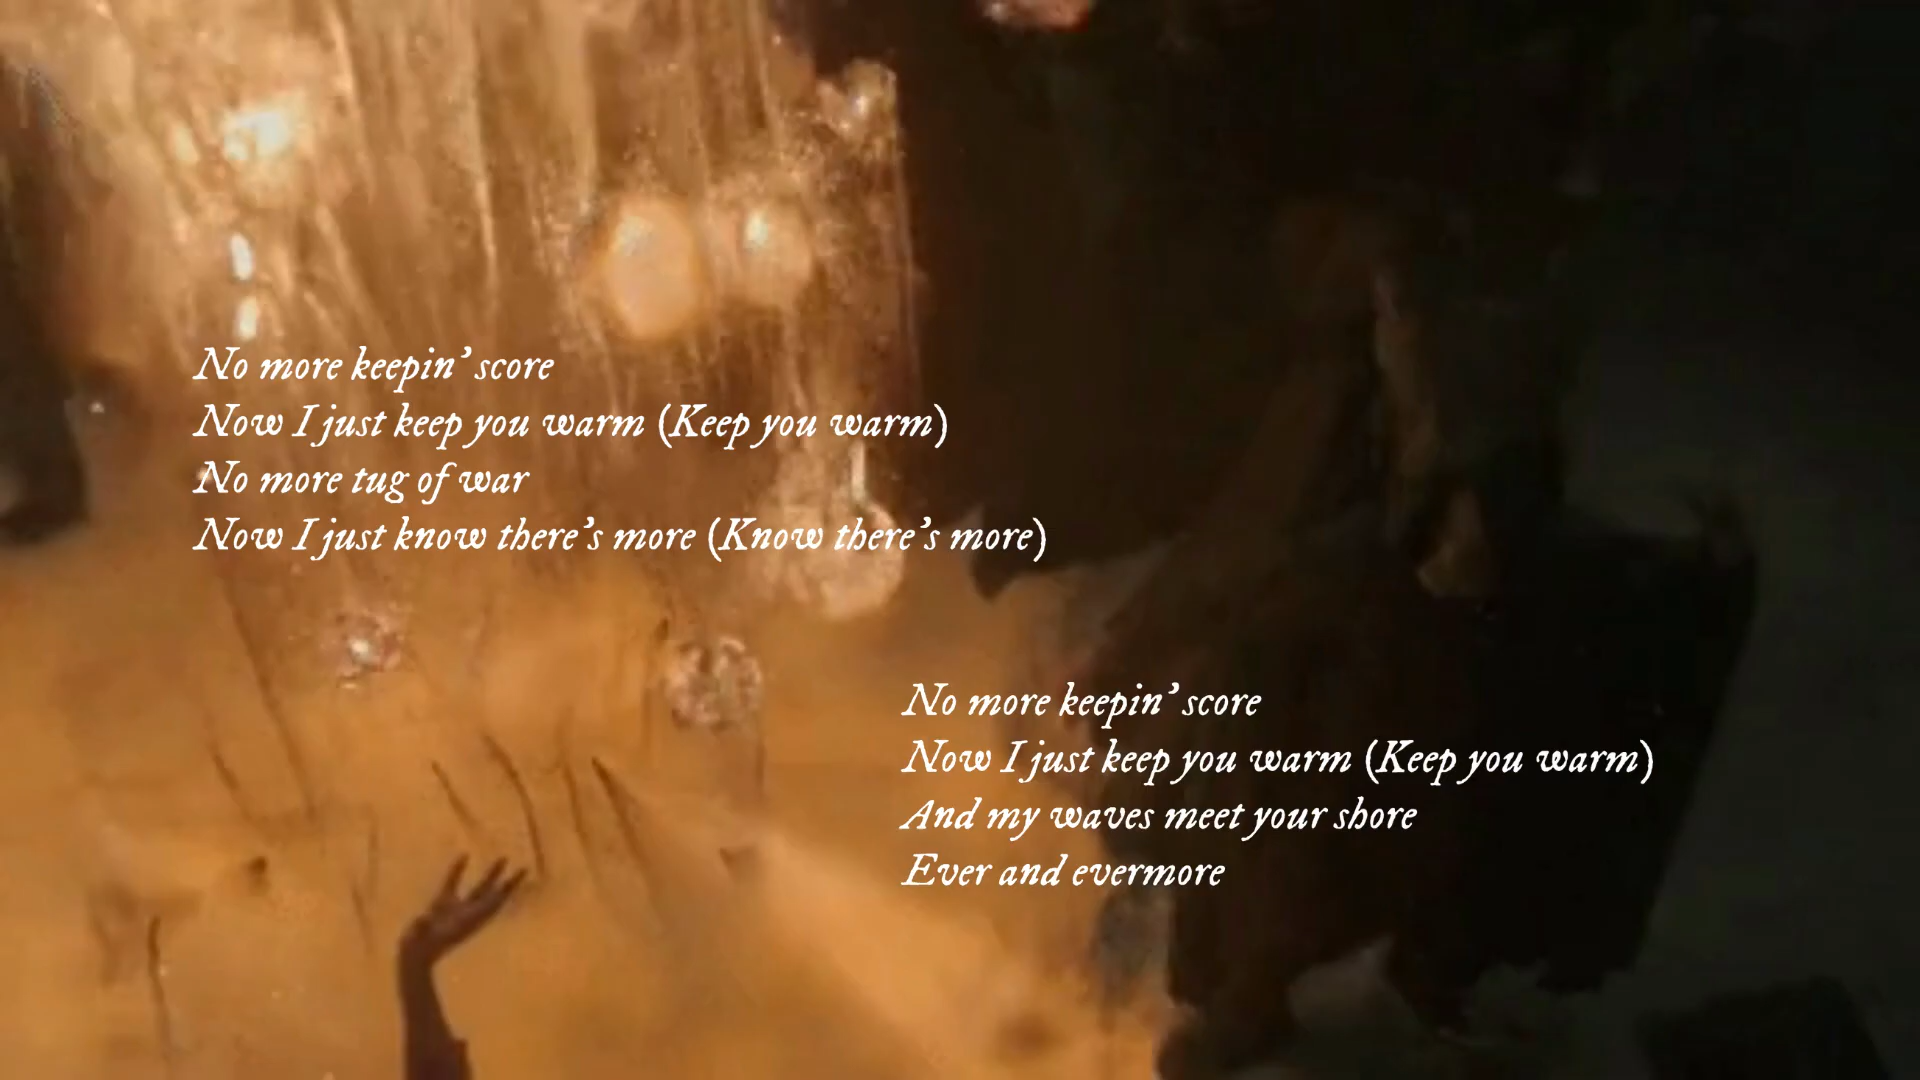 No more keepin' score
Now I just keep you warm (Keep you warm)
No more tug of war
Now I just know there's more (Know there's more)
No more keepin' score
Now I just keep you warm (Keep you warm)
And my waves meet your shore
Ever and evermore